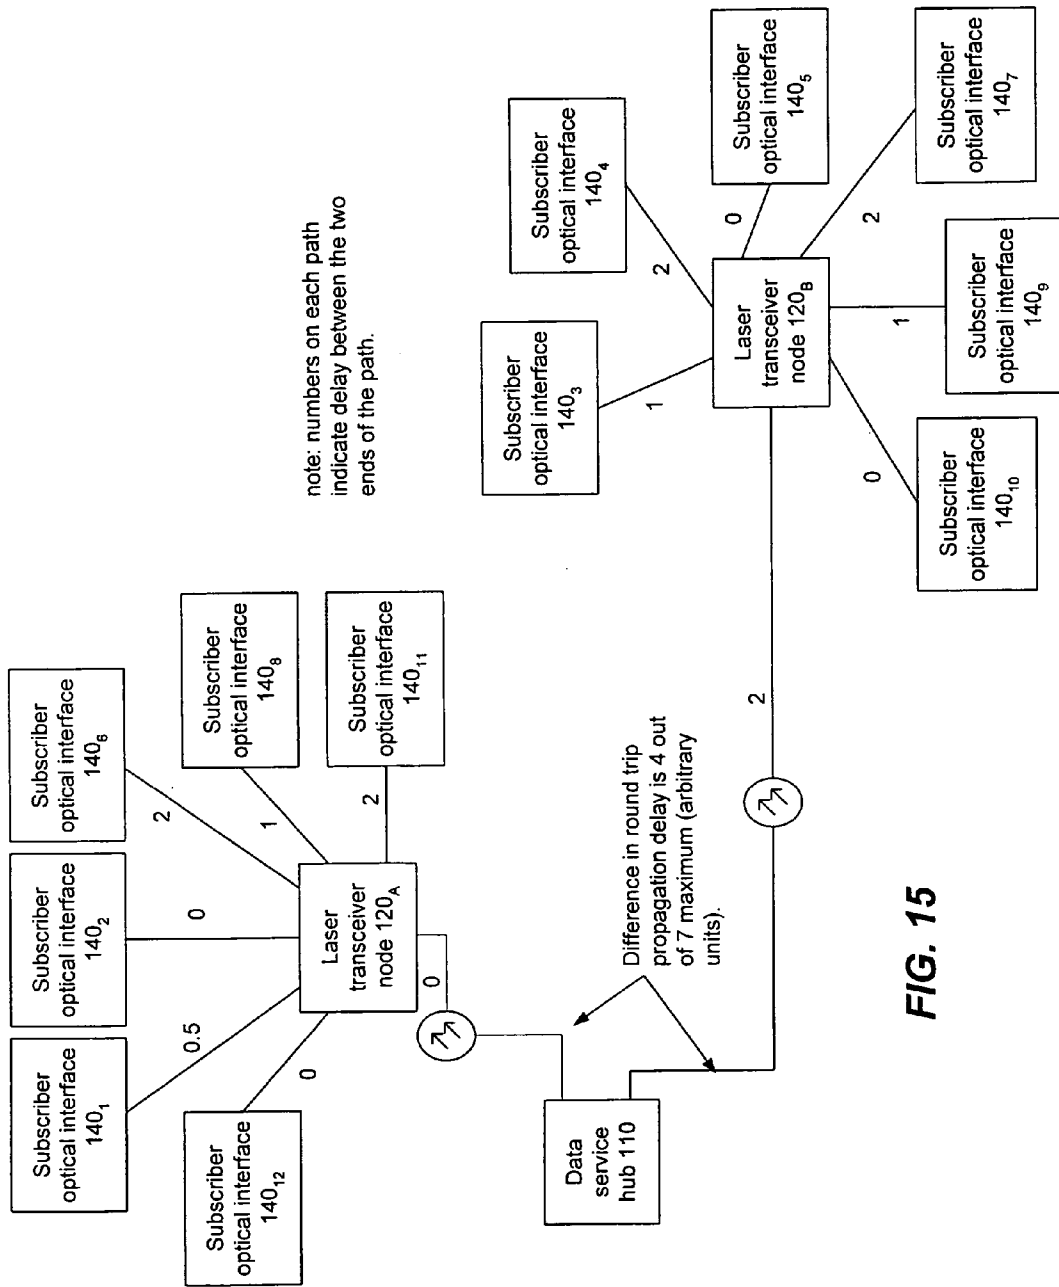 Subscriber
optical interface
140₁
Subscriber
optical interface
140₂
Subscriber
optical interface
140₆
Subscriber
optical interface
140₈
Subscriber
optical interface
140₁₁
Subscriber
optical interface
140₁₂
0.5
0
2
1
2
0
Laser
transceiver
node 120A
0
note: numbers on each path
indicate delay between the two
ends of the path.
Subscriber
optical interface
140₃
Subscriber
optical interface
140₄
Subscriber
optical interface
140₅
Subscriber
optical interface
140₇
Subscriber
optical interface
140₉
Subscriber
optical interface
140₁₀
1
2
0
2
1
0
Laser
transceiver
node 120B
2
Difference in round trip
propagation delay is 4 out
of 7 maximum (arbitrary
units).
Data
service
hub 110
FIG. 15